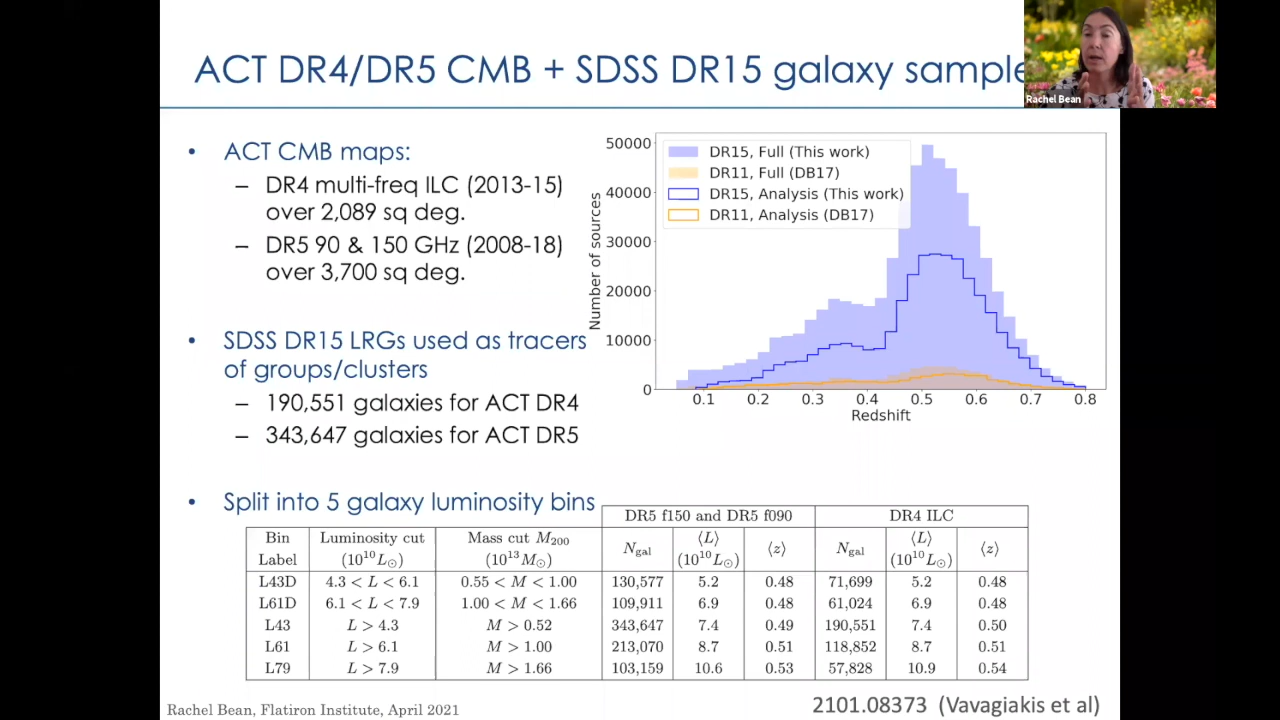 ACT DR4/DR5 CMB + SDSS DR15 galaxy sample
Rachel Bean
• ACT CMB maps:
– DR4 multi-freq ILC (2013-15)
over 2,089 sq deg.
– DR5 90 & 150 GHz (2008-18)
over 3,700 sq deg.
• SDSS DR15 LRGs used as tracers
of groups/clusters
– 190,551 galaxies for ACT DR4
– 343,647 galaxies for ACT DR5
DR15, Full (This work)
DR11, Full (DB17)
DR15, Analysis (This work)
DR11, Analysis (DB17)
Number of sources
50000
40000
30000
20000
10000
0
0.1 0.2 0.3 0.4 0.5 0.6 0.7 0.8
Redshift
• Split into 5 galaxy luminosity bins
DR5 f150 and DR5 f090 DR4 ILC
Bin Label Luminosity cut (10¹⁰L⊙) Mass cut M₂₀₀ (10¹³M⊙) N_gal ⟨L⟩ (10¹⁰L⊙) ⟨z⟩ N_gal ⟨L⟩ (10¹⁰L⊙) ⟨z⟩
L43D 4.3 < L < 6.1 0.55 < M < 1.00 130,577 5.2 0.48 71,699 5.2 0.48
L61D 6.1 < L < 7.9 1.00 < M < 1.66 109,911 6.9 0.48 61,024 6.9 0.48
L43 L > 4.3 M > 0.52 343,647 7.4 0.49 190,551 7.4 0.50
L61 L > 6.1 M > 1.00 213,070 8.7 0.51 118,852 8.7 0.51
L79 L > 7.9 M > 1.66 103,159 10.6 0.53 57,828 10.9 0.54
Rachel Bean, Flatiron Institute, April 2021
2101.08373 (Vavagiakis et al)